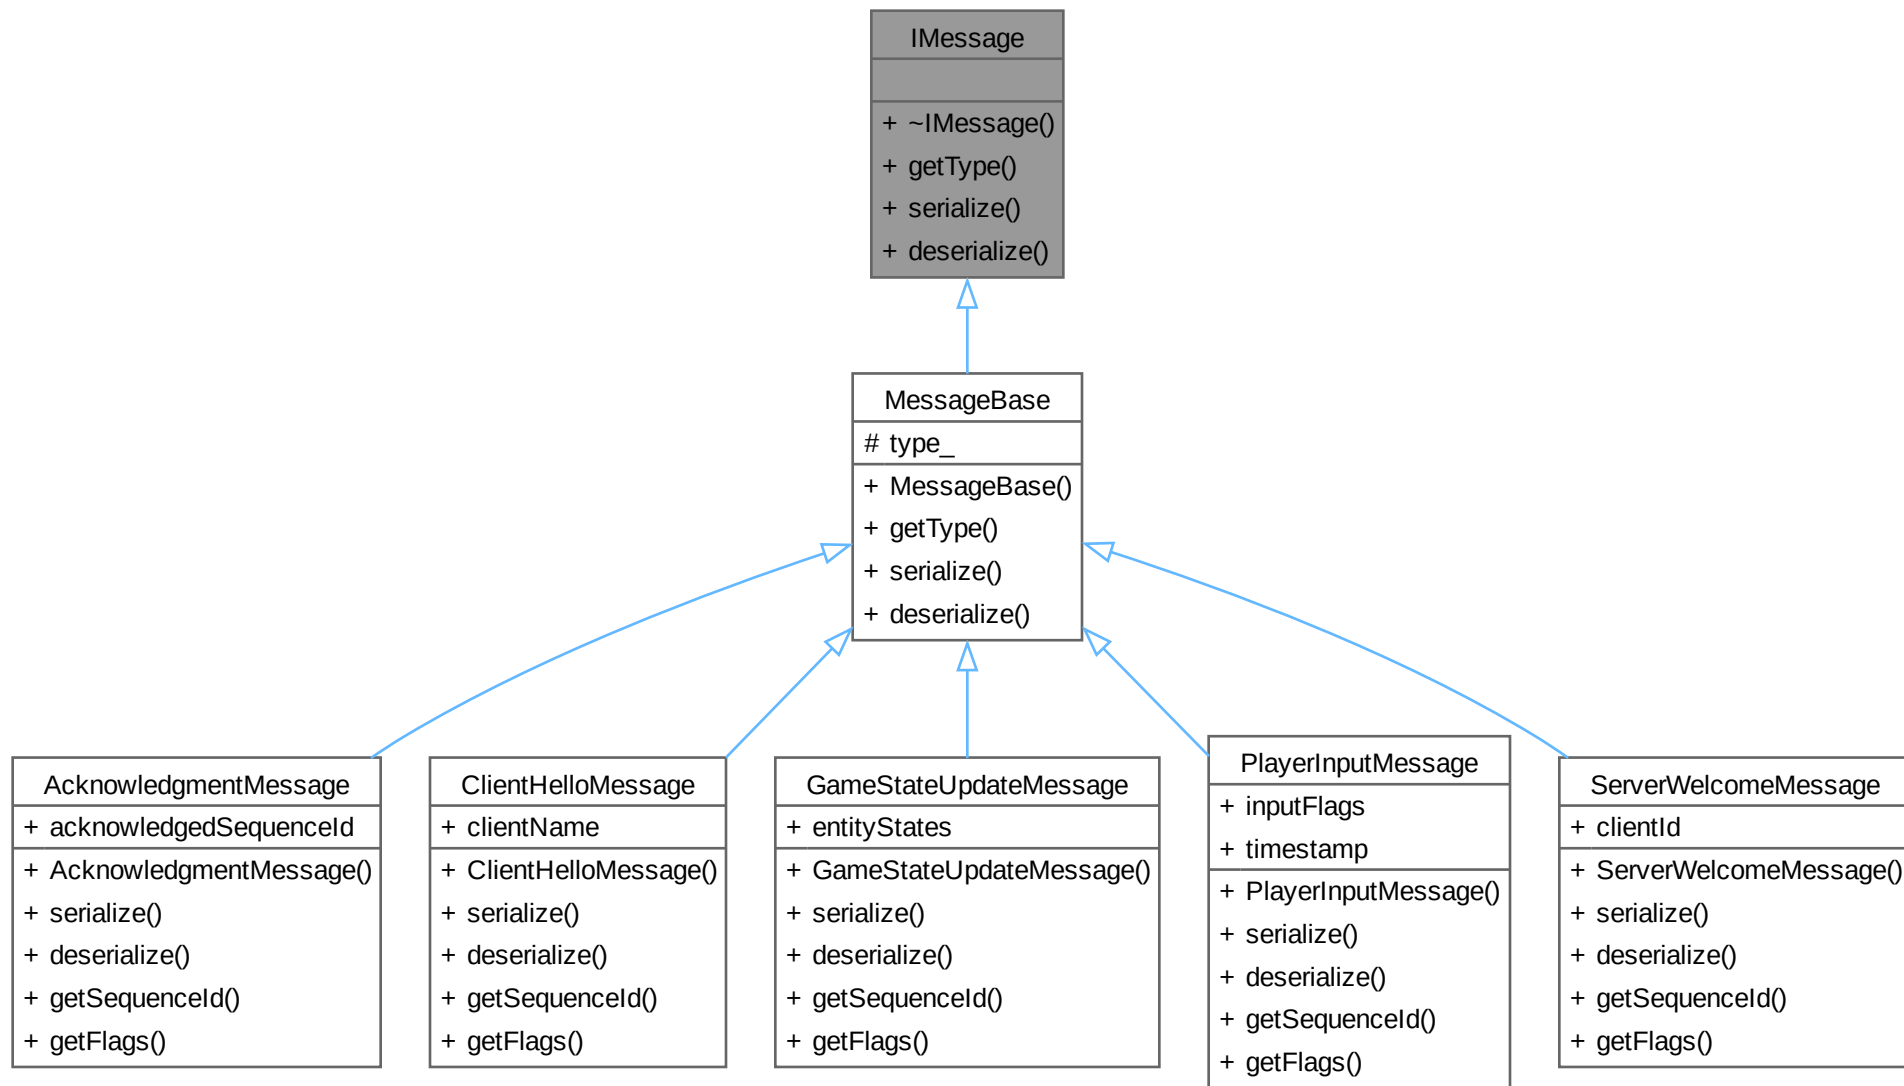 IMessage
+ ~IMessage()
+ getType()
+ serialize()
+ deserialize()
MessageBase
# type_
+ MessageBase()
+ getType()
+ serialize()
+ deserialize()
AcknowledgmentMessage
+ acknowledgedSequenceId
+ AcknowledgmentMessage()
+ serialize()
+ deserialize()
+ getSequenceId()
+ getFlags()
ClientHelloMessage
+ clientName
+ ClientHelloMessage()
+ serialize()
+ deserialize()
+ getSequenceId()
+ getFlags()
GameStateUpdateMessage
+ entityStates
+ GameStateUpdateMessage()
+ serialize()
+ deserialize()
+ getSequenceId()
+ getFlags()
PlayerInputMessage
+ inputFlags
+ timestamp
+ PlayerInputMessage()
+ serialize()
+ deserialize()
+ getSequenceId()
+ getFlags()
ServerWelcomeMessage
+ clientId
+ ServerWelcomeMessage()
+ serialize()
+ deserialize()
+ getSequenceId()
+ getFlags()